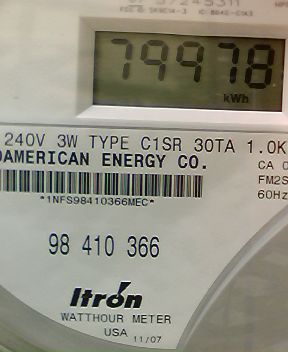 79978
kWh
240V 3W TYPE C1SR 30TA 1.0K
DAMERICAN ENERGY CO.
CA
FM2S
60Hz
*1NFS98410366MEC*
98 410 366
Itron
WATTHOUR METER
USA 11/07